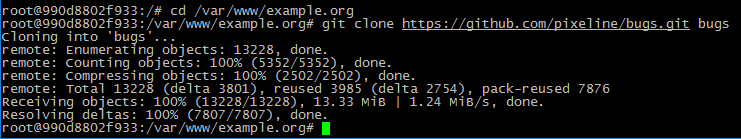 root@990d8802f933:/# cd /var/www/example.org
root@990d8802f933:/var/www/example.org# git clone https://github.com/pixeline/bugs.git bugs
Cloning into 'bugs'...
remote: Enumerating objects: 13228, done.
remote: Counting objects: 100% (5352/5352), done.
remote: Compressing objects: 100% (2502/2502), done.
remote: Total 13228 (delta 3801), reused 3985 (delta 2754), pack-reused 7876
Receiving objects: 100% (13228/13228), 13.33 MiB | 1.24 MiB/s, done.
Resolving deltas: 100% (7807/7807), done.
root@990d8802f933:/var/www/example.org#